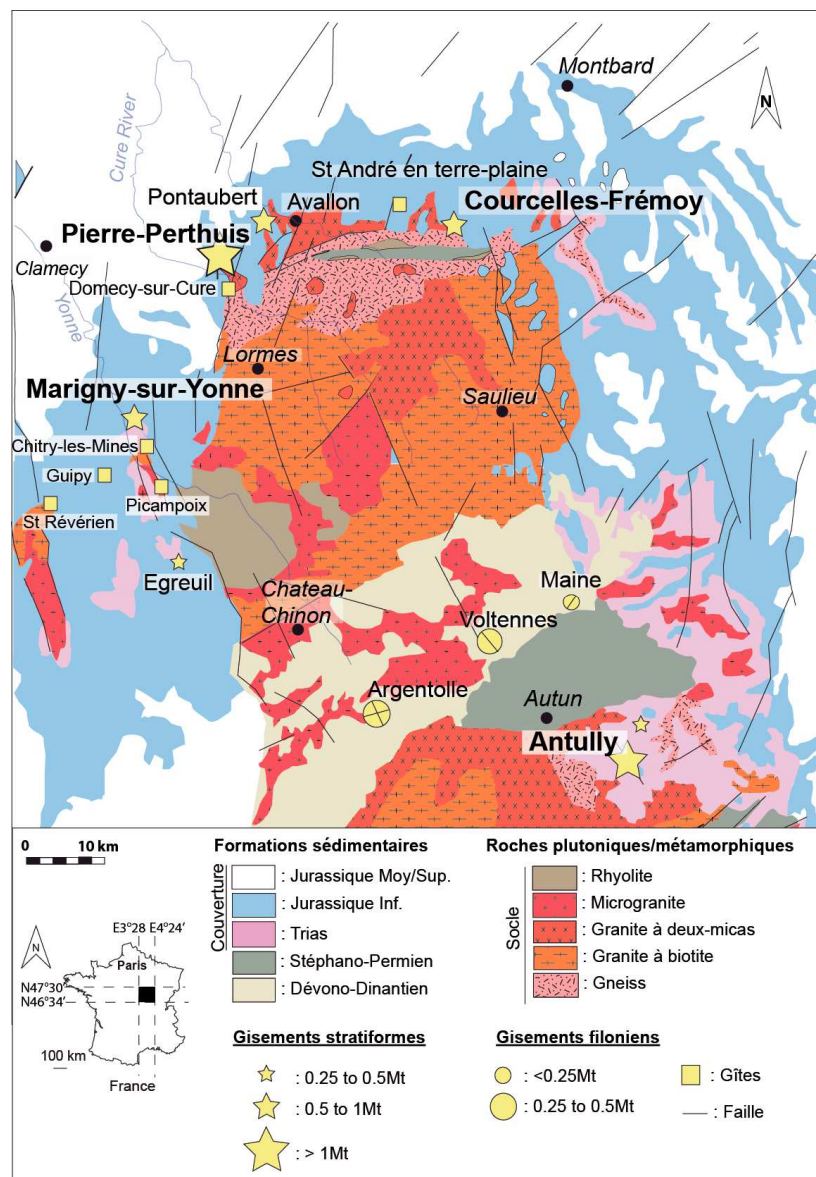 Montbard
N
Cure River
St André en terre-plaine
Pontaubert
Avallon
Courcelles-Frémoy
Pierre-Perthuis
Clamecy
Domecy-sur-Cure
Yonne
Lormes
Marigny-sur-Yonne
Saulieu
Chitry-les-Mines
Guipy
Picampoix
St Révérien
Egreuil
Maine
Chateau-
Chinon
Voltennes
Argentolle
Autun
Antully
0 10 km
Formations sédimentaires
Couverture
: Jurassique Moy/Sup.
: Jurassique Inf.
: Trias
: Stéphano-Permien
: Dévono-Dinantien
Roches plutoniques/métamorphiques
Socle
: Rhyolite
: Microgranite
: Granite à deux-micas
: Granite à biotite
: Gneiss
N
E3°28 E4°24'
Paris
N47°30'
N46°34'
100 km
France
Gisements stratiformes
: 0.25 to 0.5Mt
: 0.5 to 1Mt
: > 1Mt
Gisements filoniens
: <0.25Mt
: 0.25 to 0.5Mt
: Gîtes
: Faille